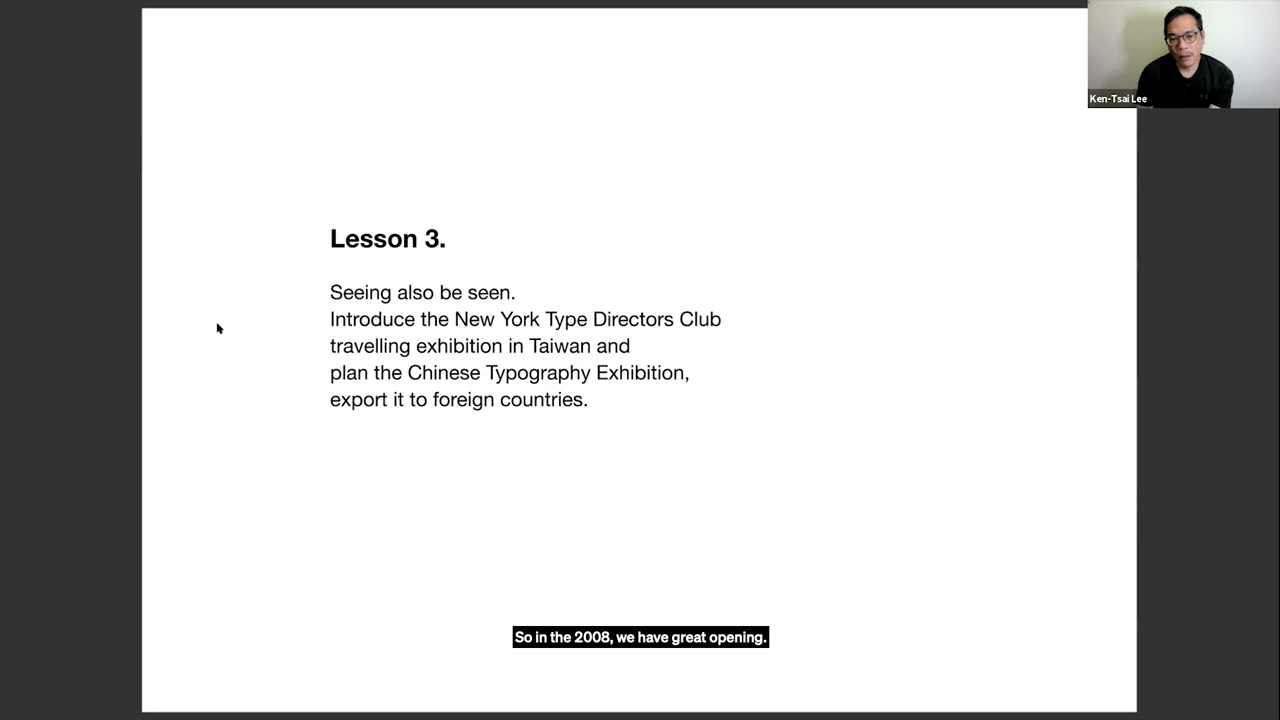 Ken-Tsai Lee
Lesson 3.
Seeing also be seen.
Introduce the New York Type Directors Club
travelling exhibition in Taiwan and
plan the Chinese Typography Exhibition,
export it to foreign countries.
So in the 2008, we have great opening.